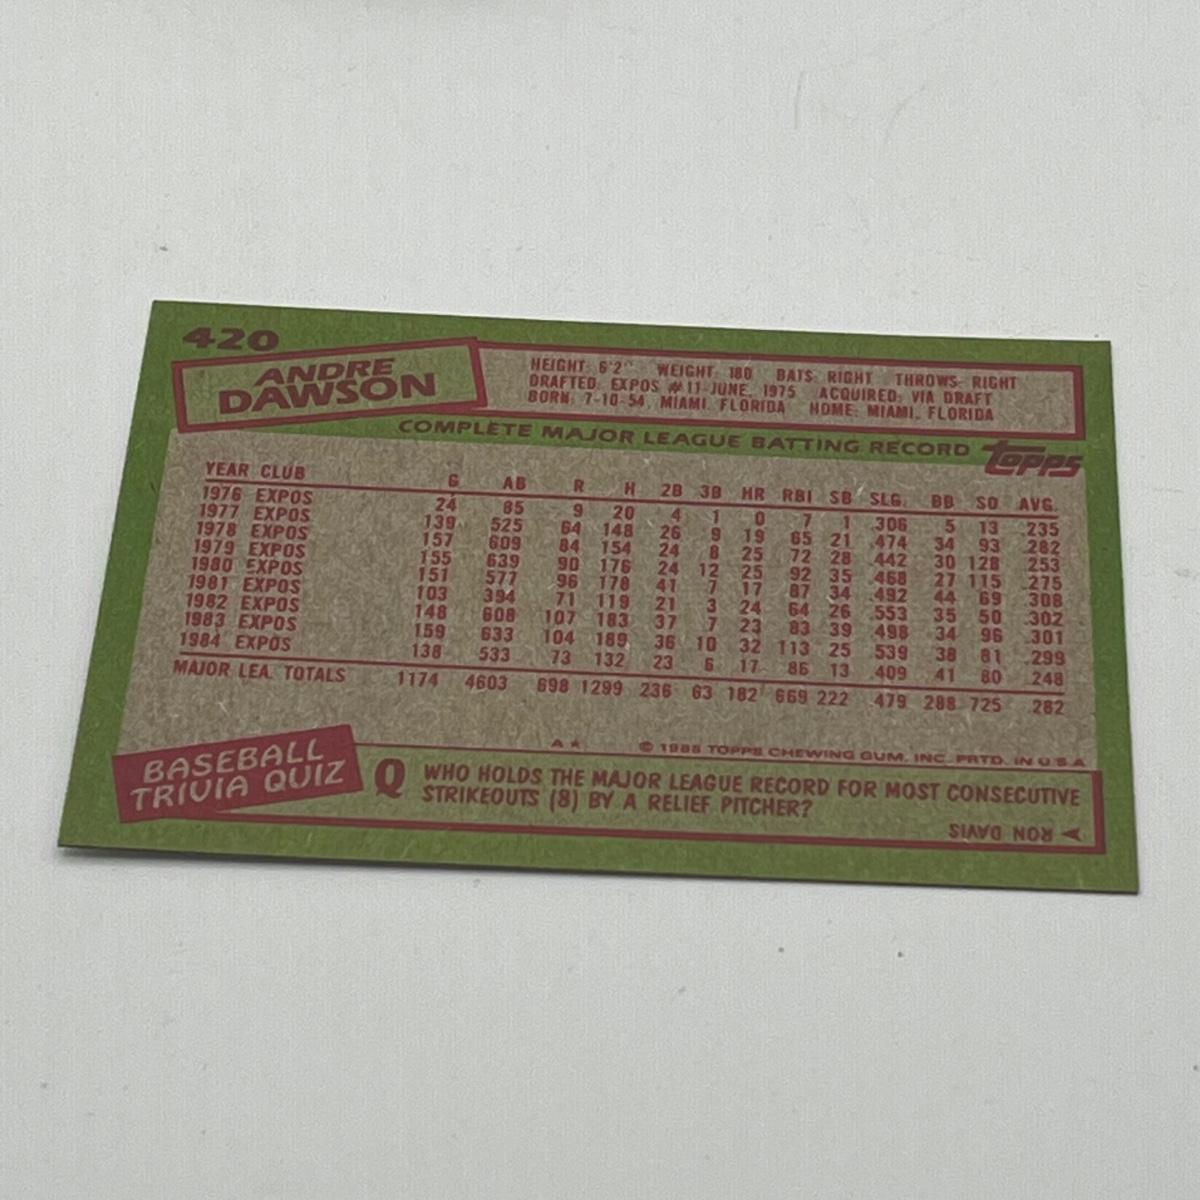 420
ANDRE
DAWSON
HEIGHT: 6'2" WEIGHT: 180 BATS: RIGHT THROWS: RIGHT
DRAFTED: EXPOS #11-JUNE, 1975 ACQUIRED: VIA DRAFT
BORN: 7-10-54, MIAMI, FLORIDA HOME: MIAMI, FLORIDA
COMPLETE MAJOR LEAGUE BATTING RECORD
TOPPS
YEAR CLUB G AB R H 2B 3B HR RBI SB SLG. BB SO AVG.
1976 EXPOS 24 85 9 20 4 1 0 7 1 .306 5 13 .235
1977 EXPOS 139 525 64 148 26 9 19 65 21 .474 34 93 .282
1978 EXPOS 157 609 84 154 24 8 25 72 28 .442 30 128 .253
1979 EXPOS 155 639 90 176 24 12 25 92 35 .468 27 115 .275
1980 EXPOS 151 577 96 178 41 7 17 87 34 .492 44 69 .308
1981 EXPOS 103 394 71 119 21 3 24 64 26 .553 35 50 .302
1982 EXPOS 148 608 107 183 37 7 23 83 39 .498 34 96 .301
1983 EXPOS 159 633 104 189 36 10 32 113 25 .539 38 81 .299
1984 EXPOS 138 533 73 132 23 6 17 86 13 .409 41 80 .248
MAJOR LEA. TOTALS 1174 4603 698 1299 236 63 182 669 222 .479 288 725 .282
A* © 1985 TOPPS CHEWING GUM, INC. PRTD. IN U.S.A.
BASEBALL
TRIVIA QUIZ
Q WHO HOLDS THE MAJOR LEAGUE RECORD FOR MOST CONSECUTIVE
STRIKEOUTS (8) BY A RELIEF PITCHER?
RON DAVIS